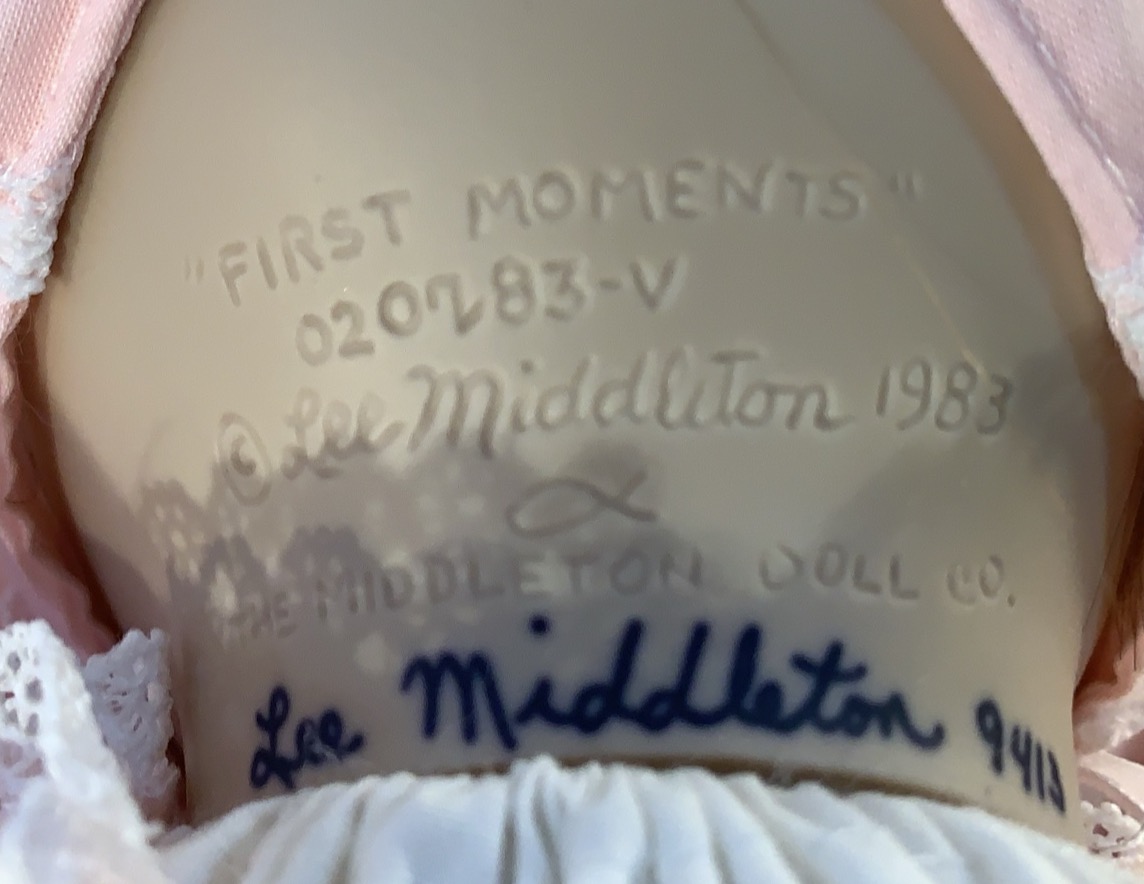 "FIRST MOMENTS"
020283-V
© Lee Middleton 1983
THE MIDDLETON DOLL CO.
Lee Middleton 9413